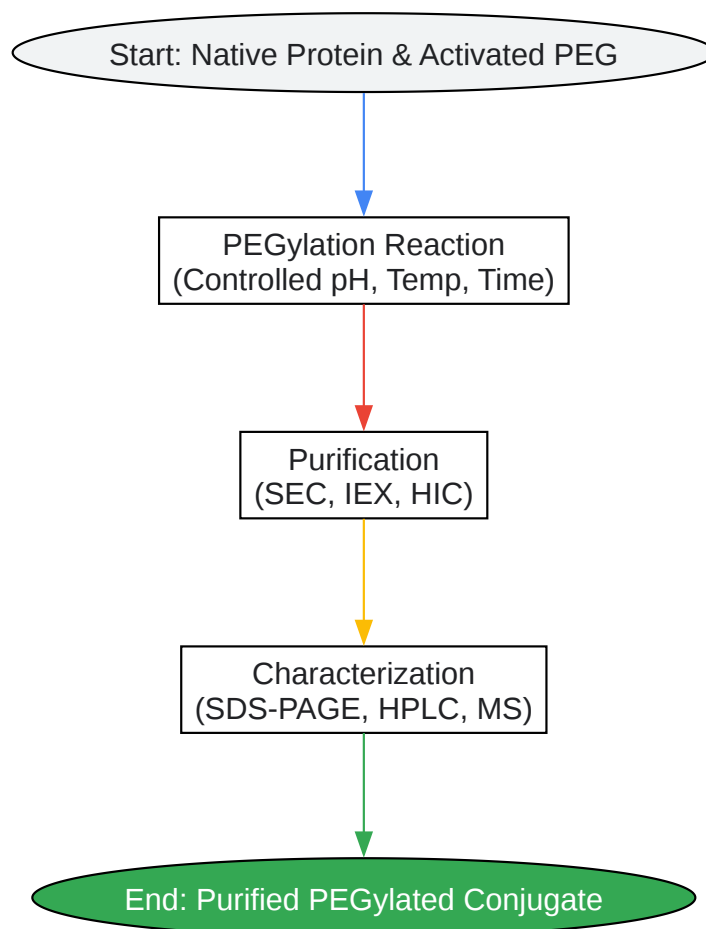 Start: Native Protein & Activated PEG
PEGylation Reaction
(Controlled pH, Temp, Time)
Purification
(SEC, IEX, HIC)
Characterization
(SDS-PAGE, HPLC, MS)
End: Purified PEGylated Conjugate